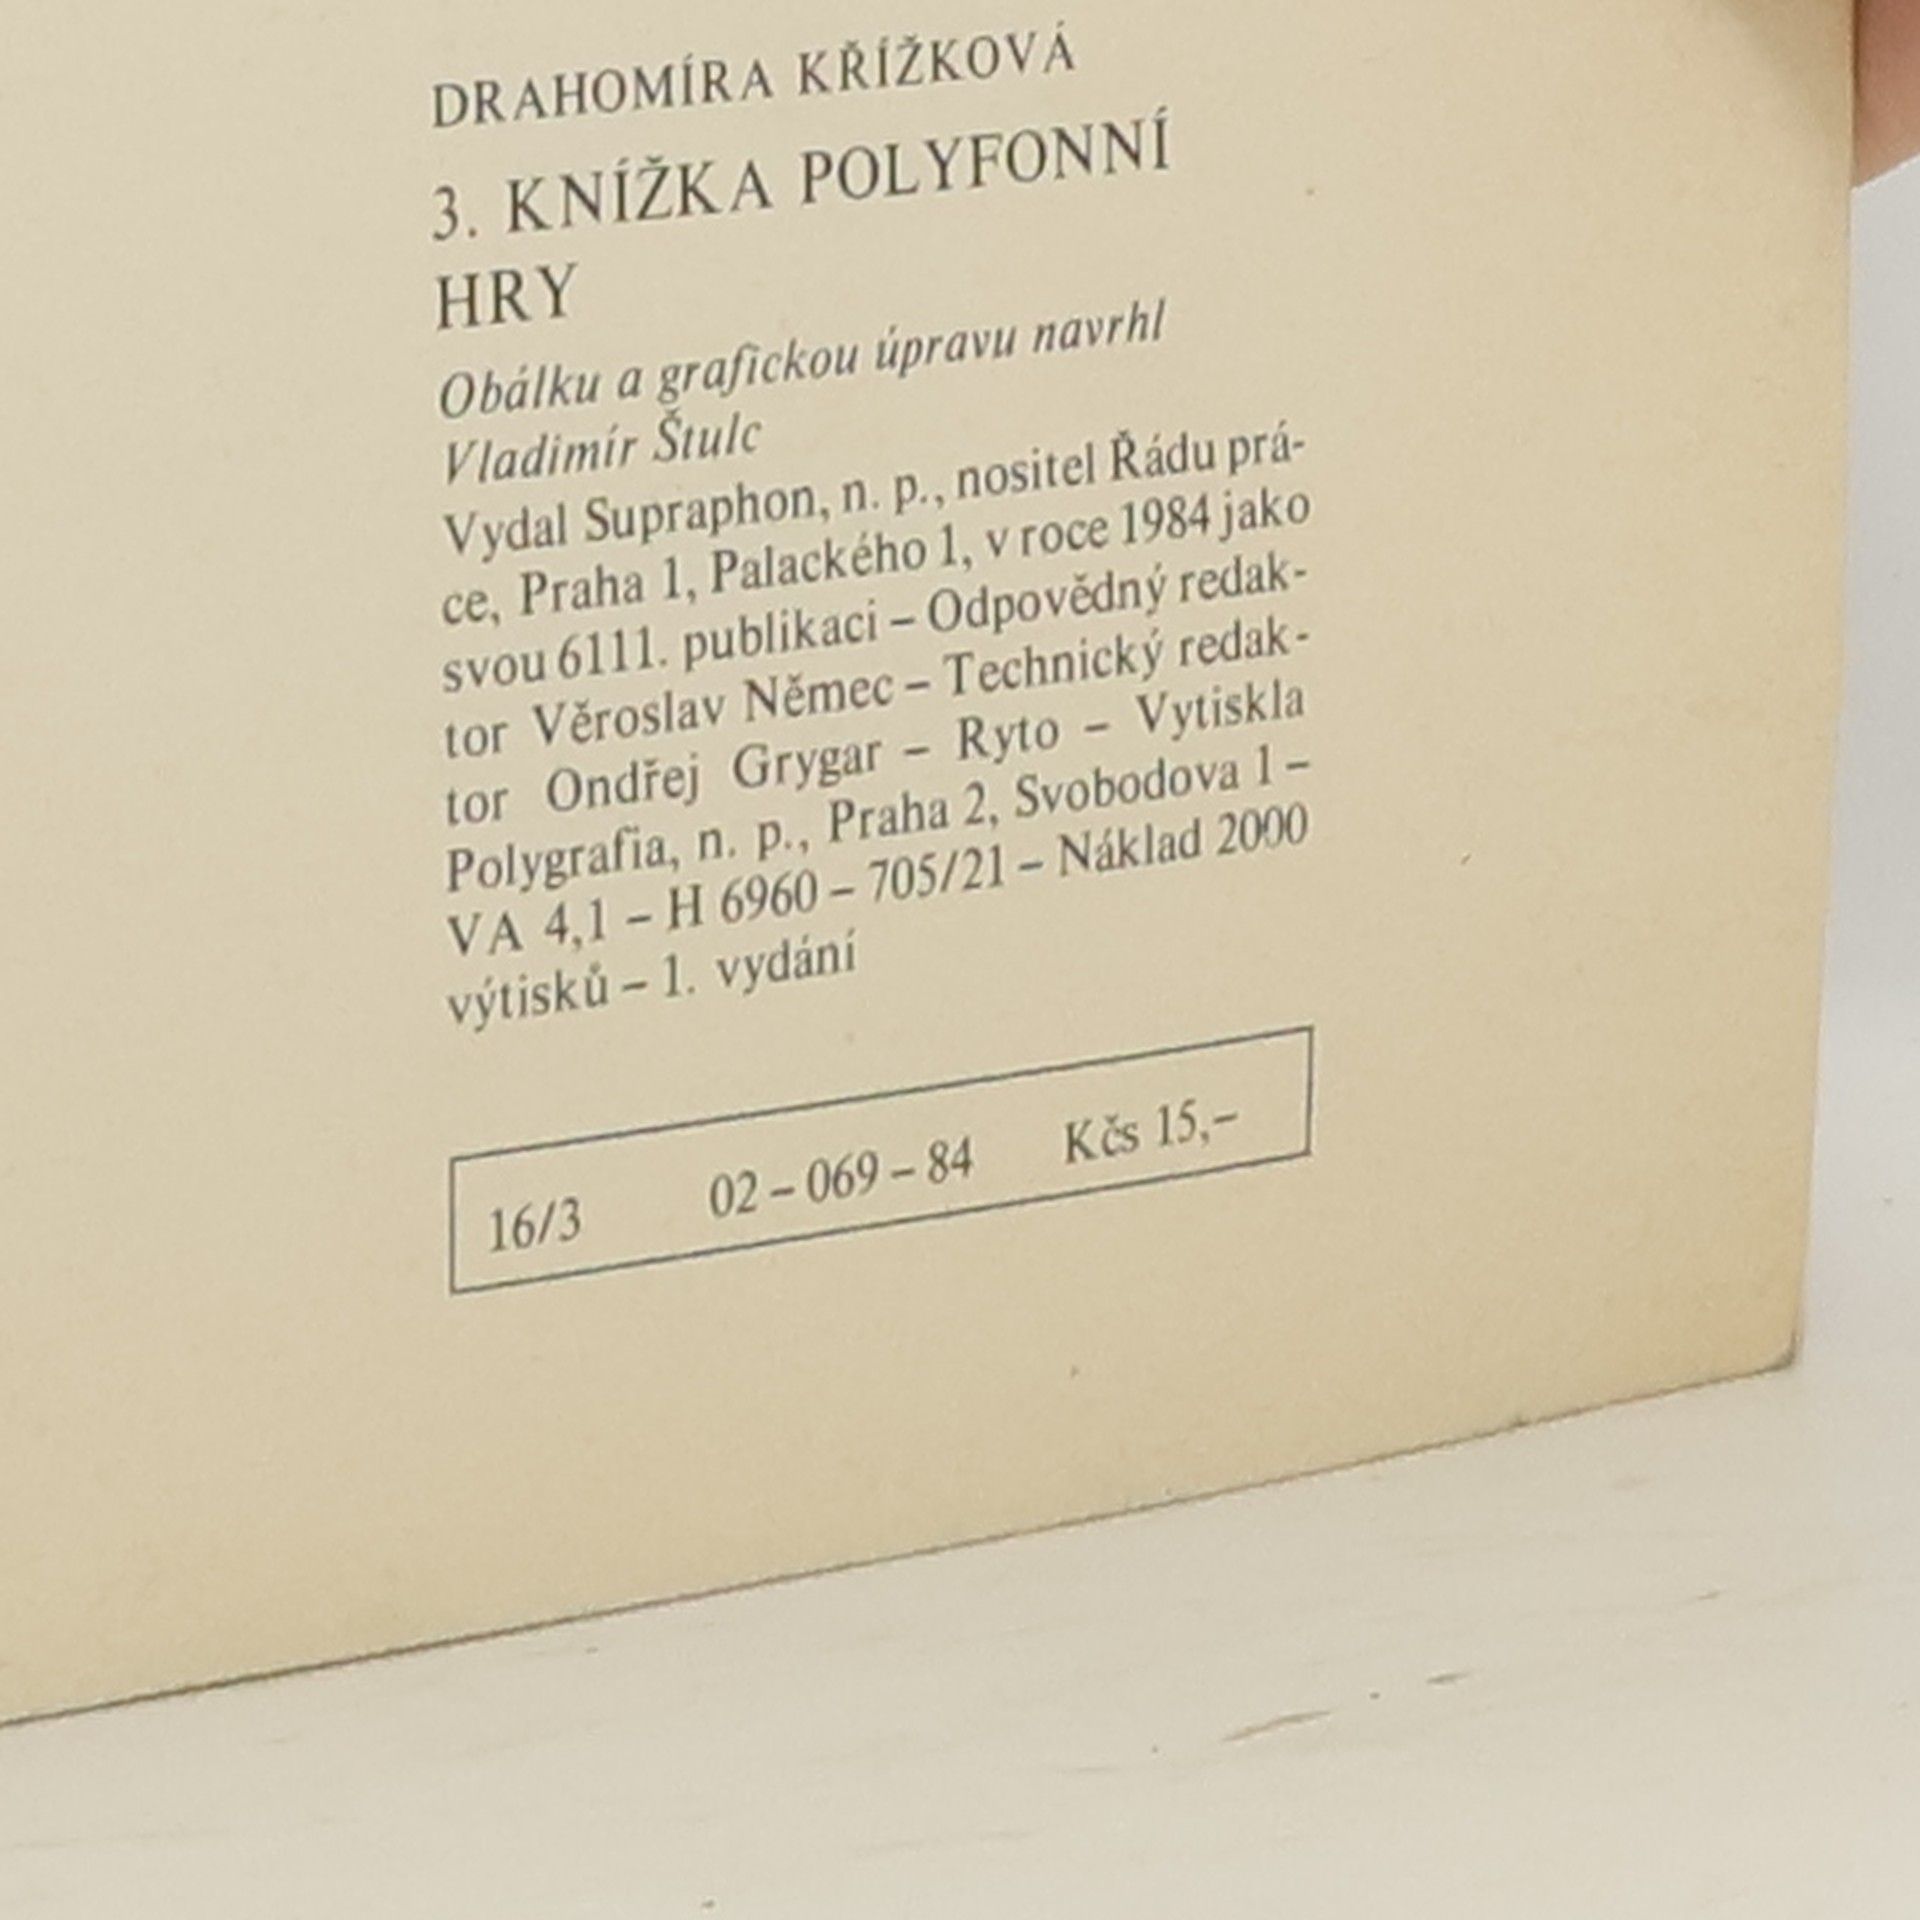 DRAHOMÍRA KŘÍŽKOVÁ
3. KNÍŽKA POLYFONNÍ
HRY
Obálku a grafickou úpravu navrhl
Vladimír Štulc
Vydal Supraphon, n. p., nositel Řádu prá-
ce, Praha 1, Palackého 1, v roce 1984 jako
svou 6111. publikaci – Odpovědný redak-
tor Věroslav Němec – Technický redak-
tor Ondřej Grygar – Ryto – Vytiskla
Polygrafia, n. p., Praha 2, Svobodova 1 –
VA 4,1 – H 6960 – 705/21 – Náklad 2000
výtisků – 1. vydání
16/3 02 – 069 – 84 Kčs 15,–